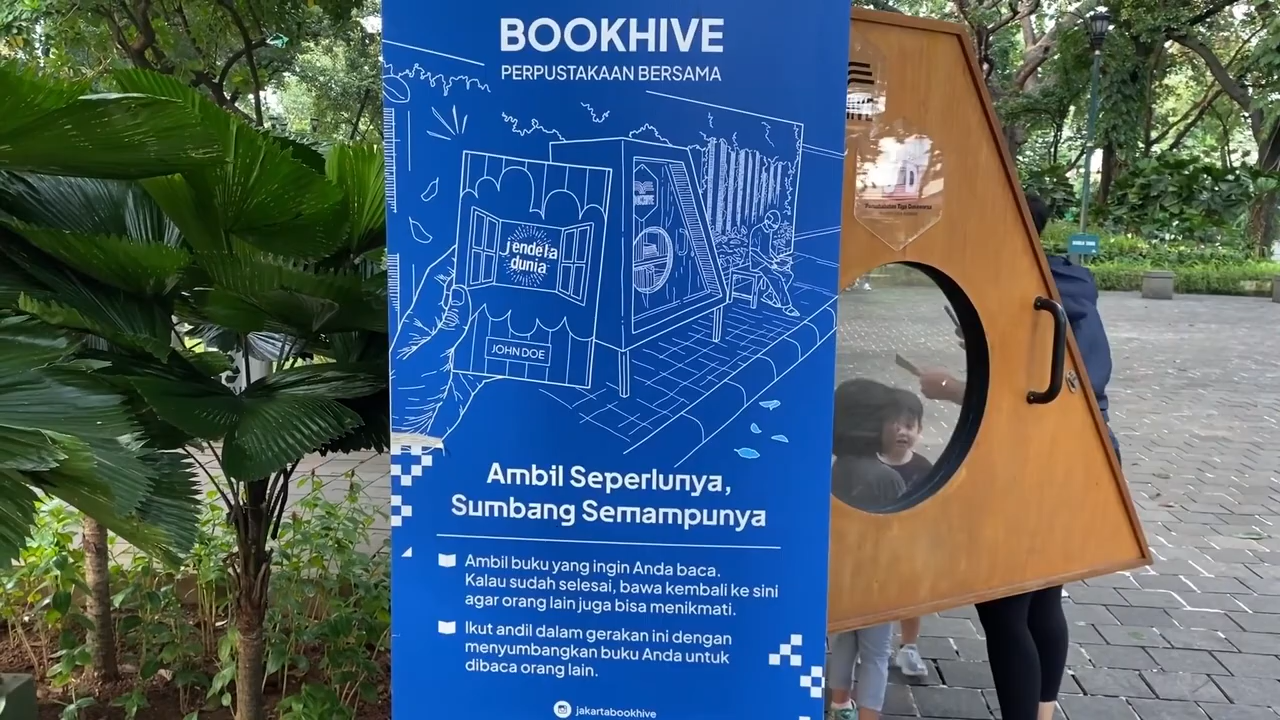 BOOKHIVE
PERPUSTAKAAN BERSAMA
BOOKHIVE
jendela
dunia
JOHN DOE
Ambil Seperlunya,
Sumbang Semampunya
Ambil buku yang ingin Anda baca.
Kalau sudah selesai, bawa kembali ke sini
agar orang lain juga bisa menikmati.
Ikut andil dalam gerakan ini dengan
menyumbangkan buku Anda untuk
dibaca orang lain.
jakartabookhive